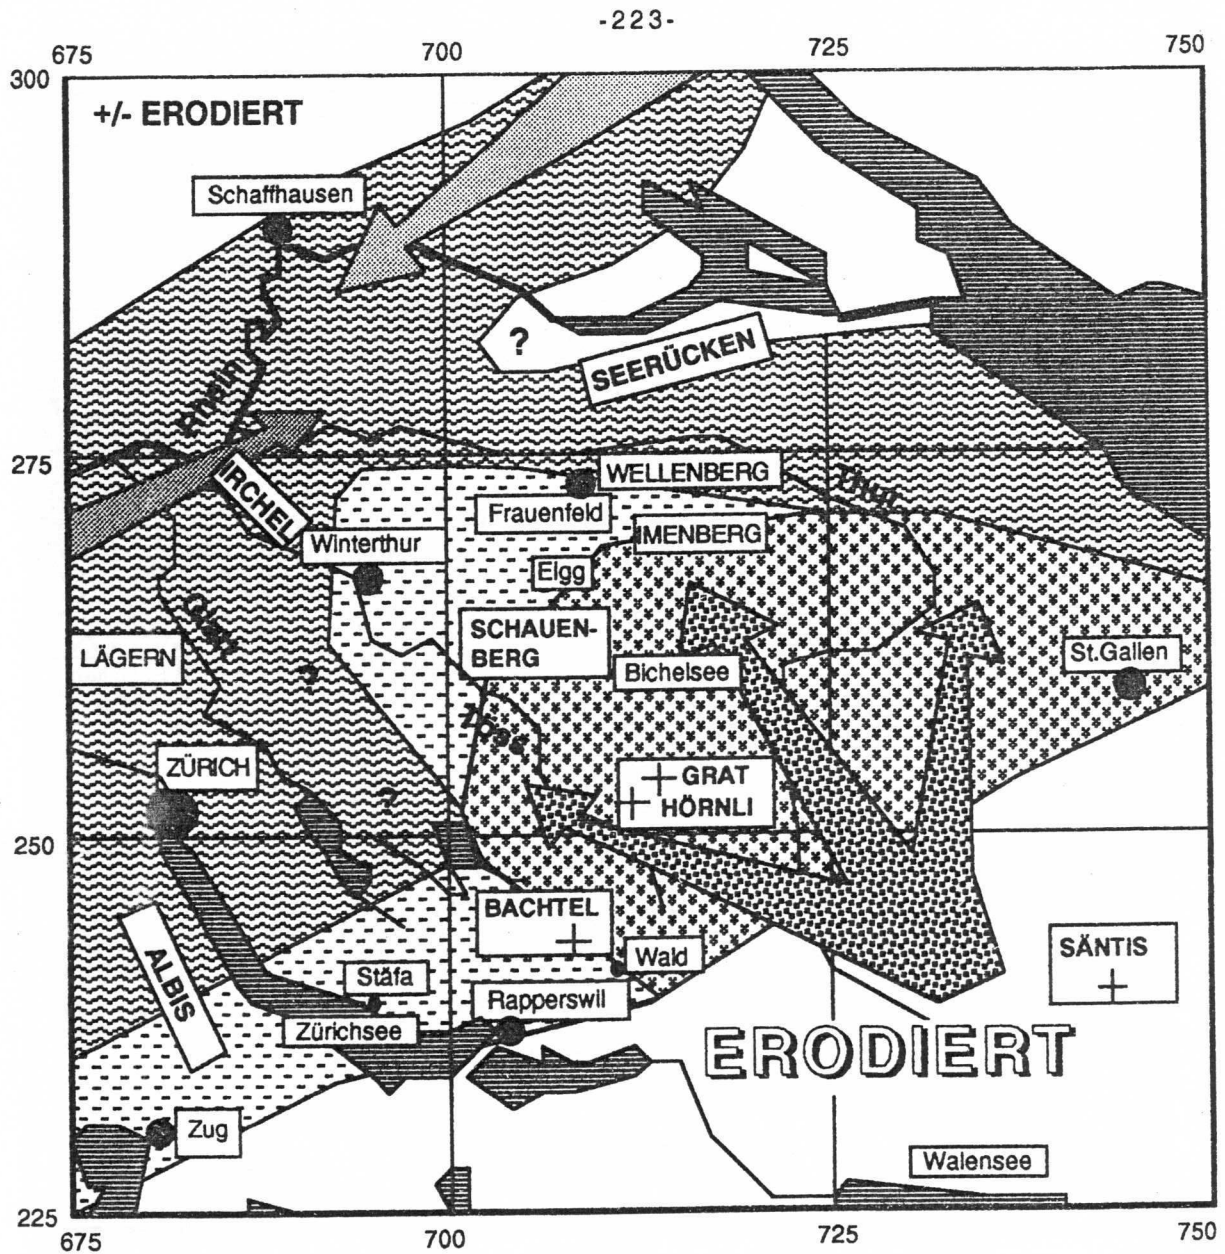 -223-
675 700 725 750
300
+/- ERODIERT
Schaffhausen
?
SEERÜCKEN
Rhein
275
IRCHEL
WELLENBERG
Thur
Frauenfeld
Winterthur
IMENBERG
Elgg
Glatt
SCHAUEN-
BERG
LÄGERN
Bichelsee
St.Gallen
?
Töss
ZÜRICH
GRAT
HÖRNLI
?
250
BACHTEL
ALBIS
Wald
SÄNTIS
Stäfa
Rapperswil
Zürichsee
ERODIERT
Zug
Walensee
225
675 700 725 750